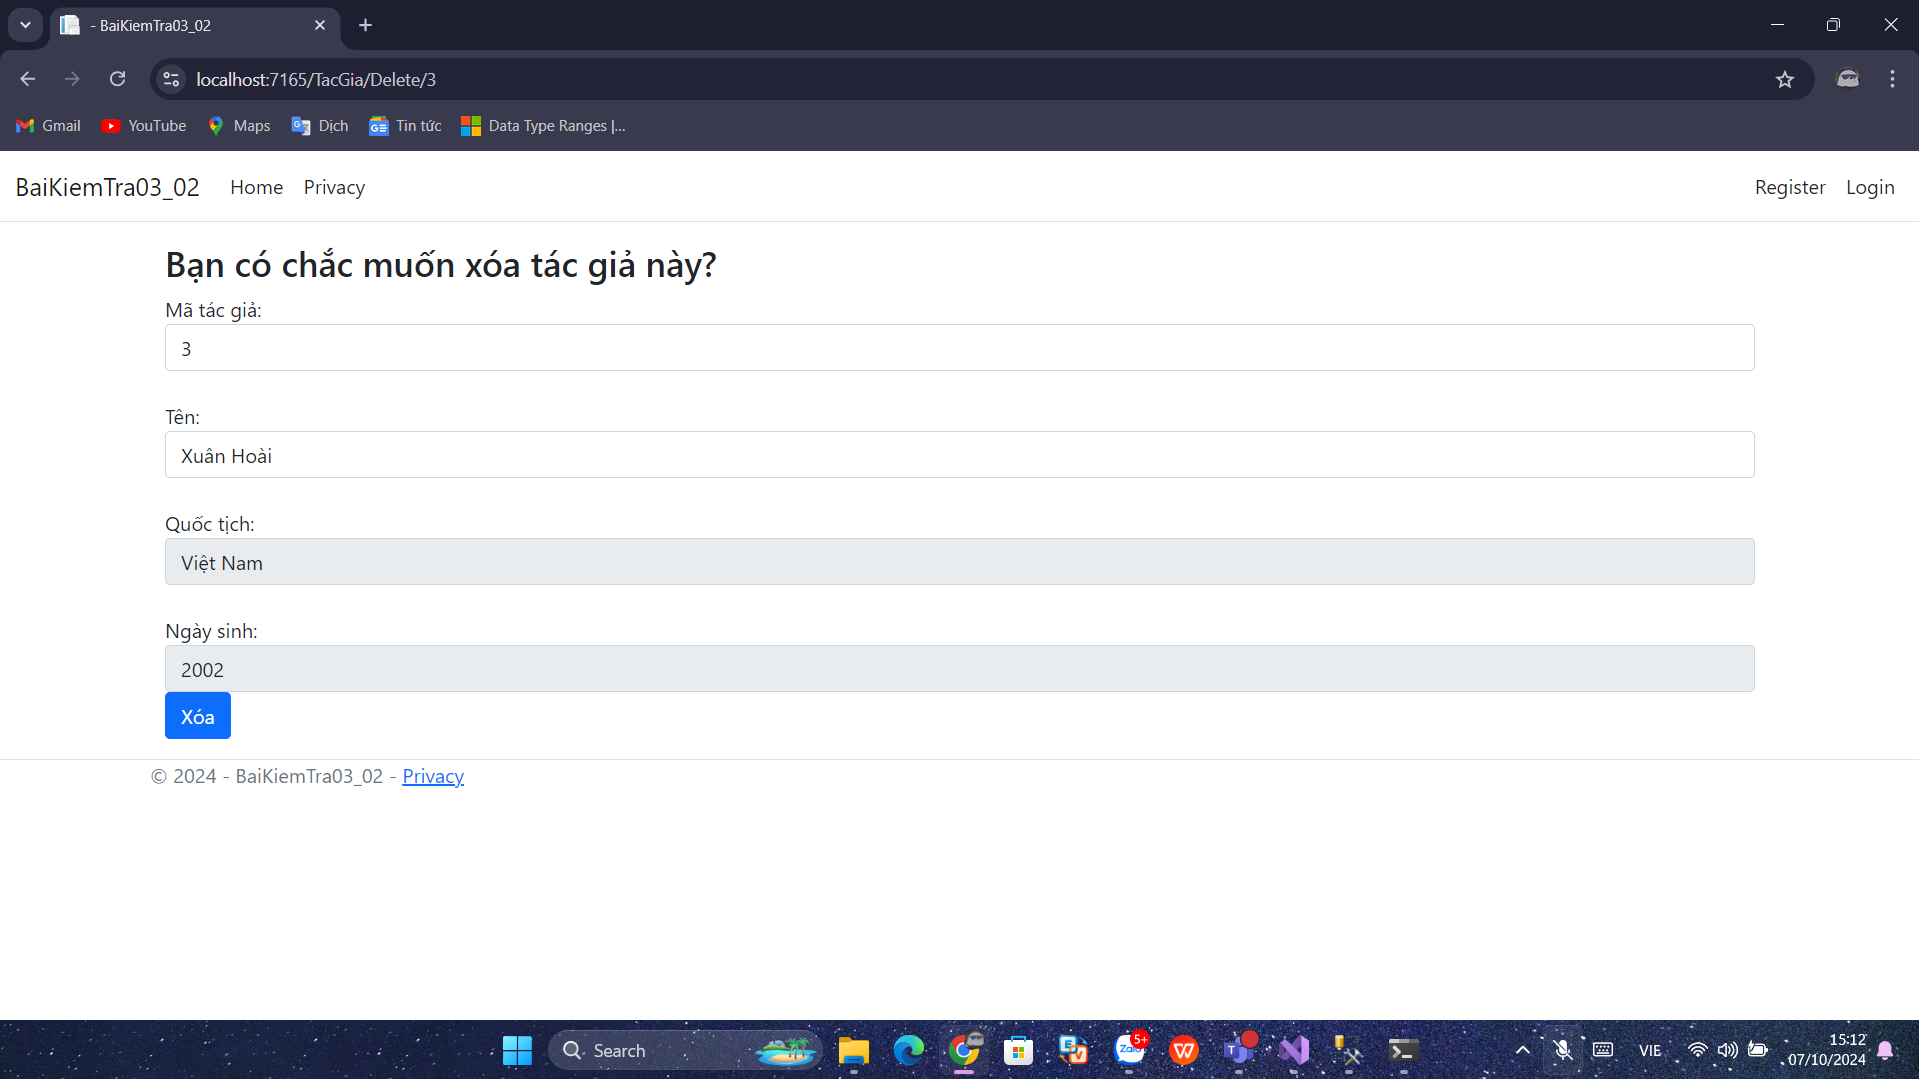 - BaiKiemTra03_02
localhost:7165/TacGia/Delete/3
Gmail YouTube Maps Dịch Tin tức Data Type Ranges |...
BaiKiemTra03_02 Home Privacy Register Login
Bạn có chắc muốn xóa tác giả này?
Mã tác giả:
3
Tên:
Xuân Hoài
Quốc tịch:
Việt Nam
Ngày sinh:
2002
Xóa
© 2024 - BaiKiemTra03_02 - Privacy
Search
Zalo
5+
VIE
15:12
07/10/2024